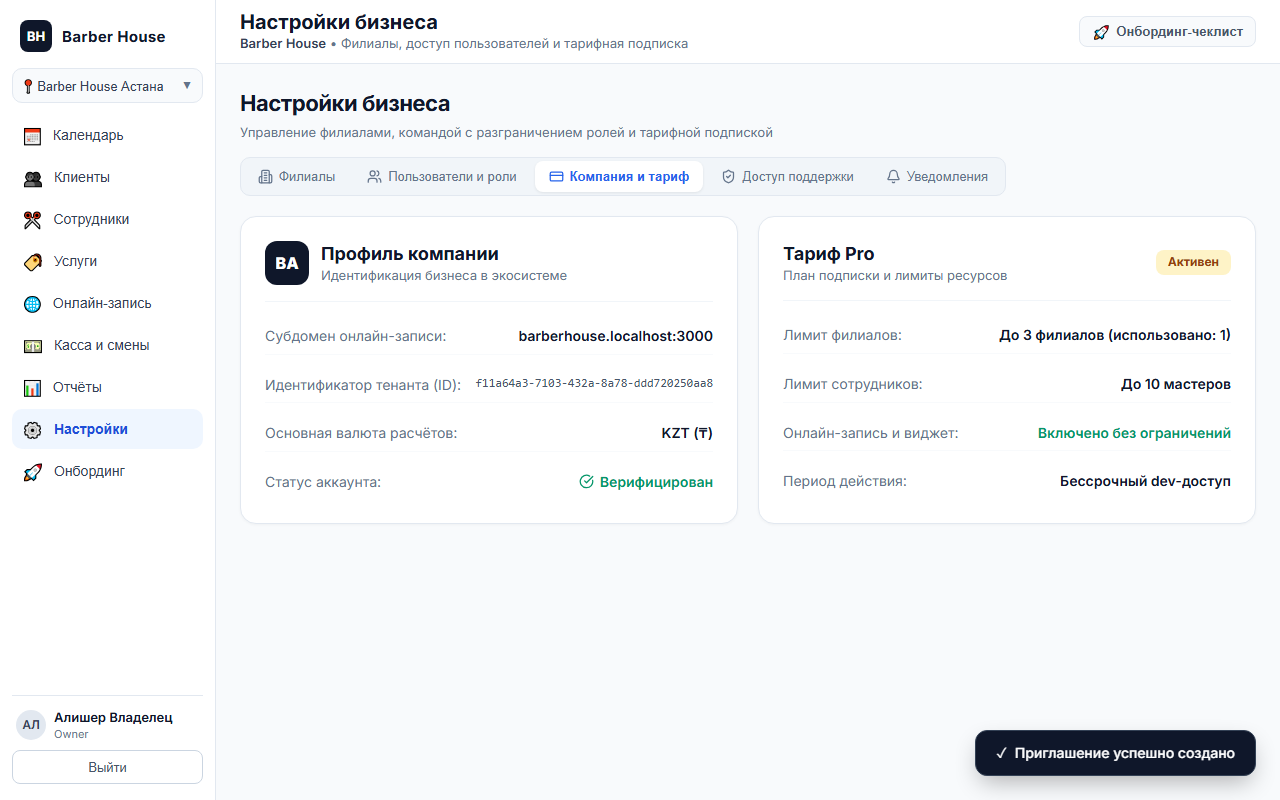 BH Barber House
Barber House Астана ▼
Календарь
Клиенты
Сотрудники
Услуги
Онлайн-запись
Касса и смены
Отчёты
Настройки
Онбординг
АЛ Алишер Владелец
Owner
Выйти
Настройки бизнеса
Barber House • Филиалы, доступ пользователей и тарифная подписка
Онбординг-чеклист
Настройки бизнеса
Управление филиалами, командой с разграничением ролей и тарифной подпиской
Филиалы Пользователи и роли Компания и тариф Доступ поддержки Уведомления
BA Профиль компании
Идентификация бизнеса в экосистеме
Субдомен онлайн-записи: barberhouse.localhost:3000
Идентификатор тенанта (ID): f11a64a3-7103-432a-8a78-ddd720250aa8
Основная валюта расчётов: KZT (₸)
Статус аккаунта: Верифицирован
Тариф Pro Активен
План подписки и лимиты ресурсов
Лимит филиалов: До 3 филиалов (использовано: 1)
Лимит сотрудников: До 10 мастеров
Онлайн-запись и виджет: Включено без ограничений
Период действия: Бессрочный dev-доступ
✓ Приглашение успешно создано